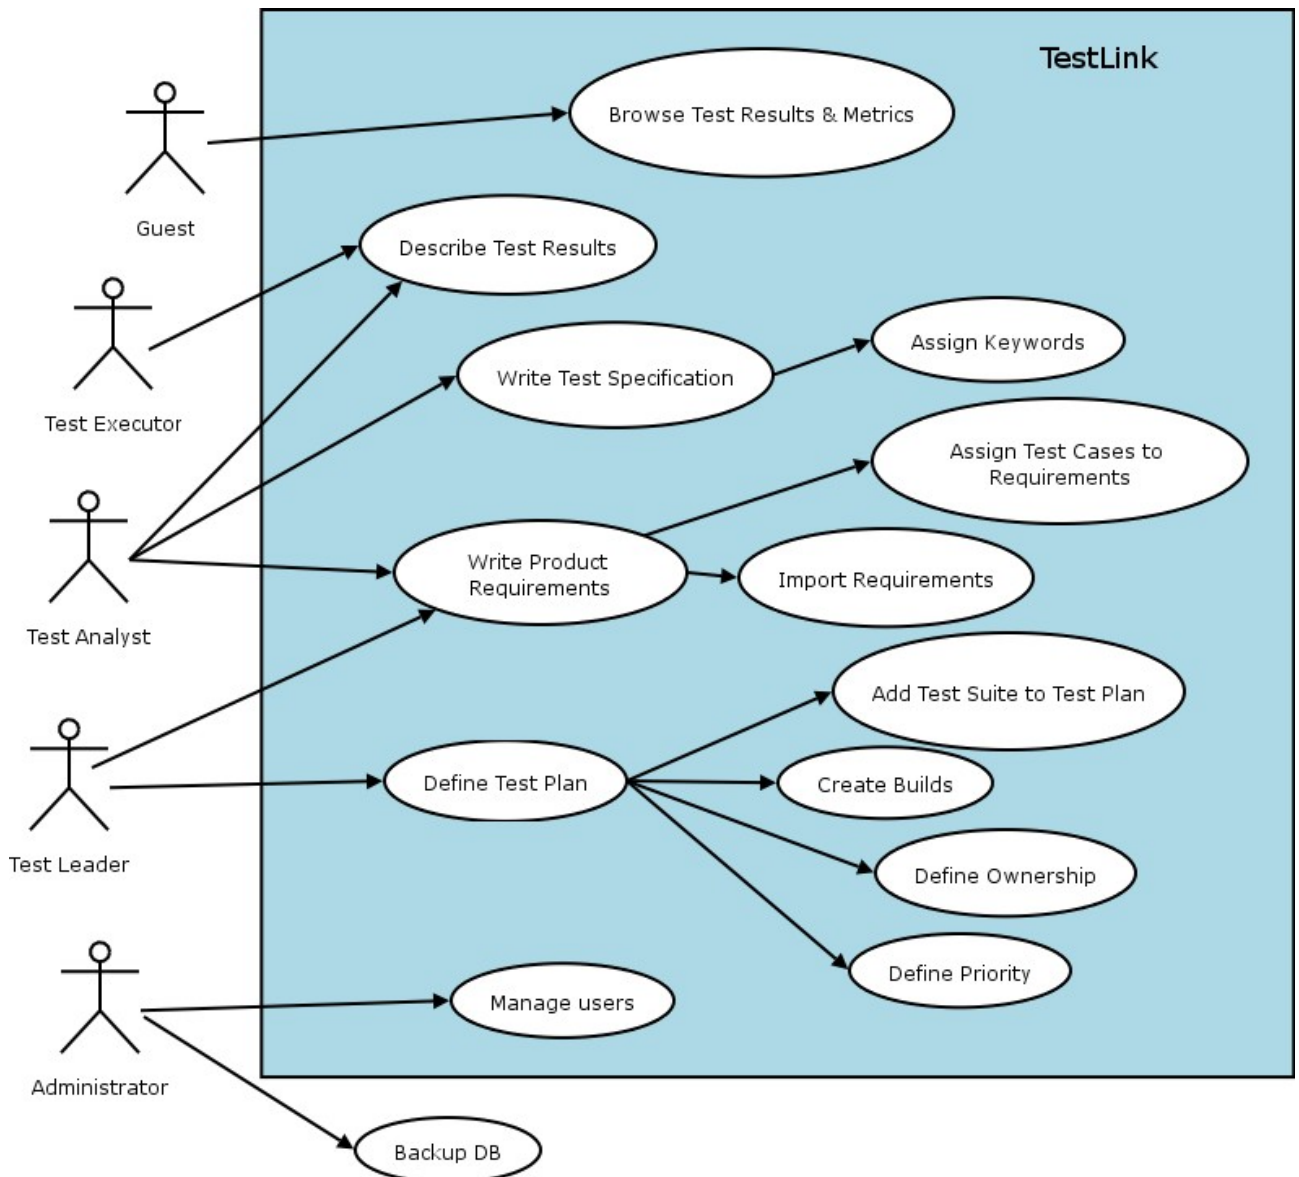 TestLink
Browse Test Results & Metrics
Guest
Describe Test Results
Test Executor
Assign Keywords
Write Test Specification
Assign Test Cases to
Requirements
Write Product
Requirements
Import Requirements
Test Analyst
Add Test Suite to Test Plan
Define Test Plan
Create Builds
Test Leader
Define Ownership
Define Priority
Manage users
Administrator
Backup DB